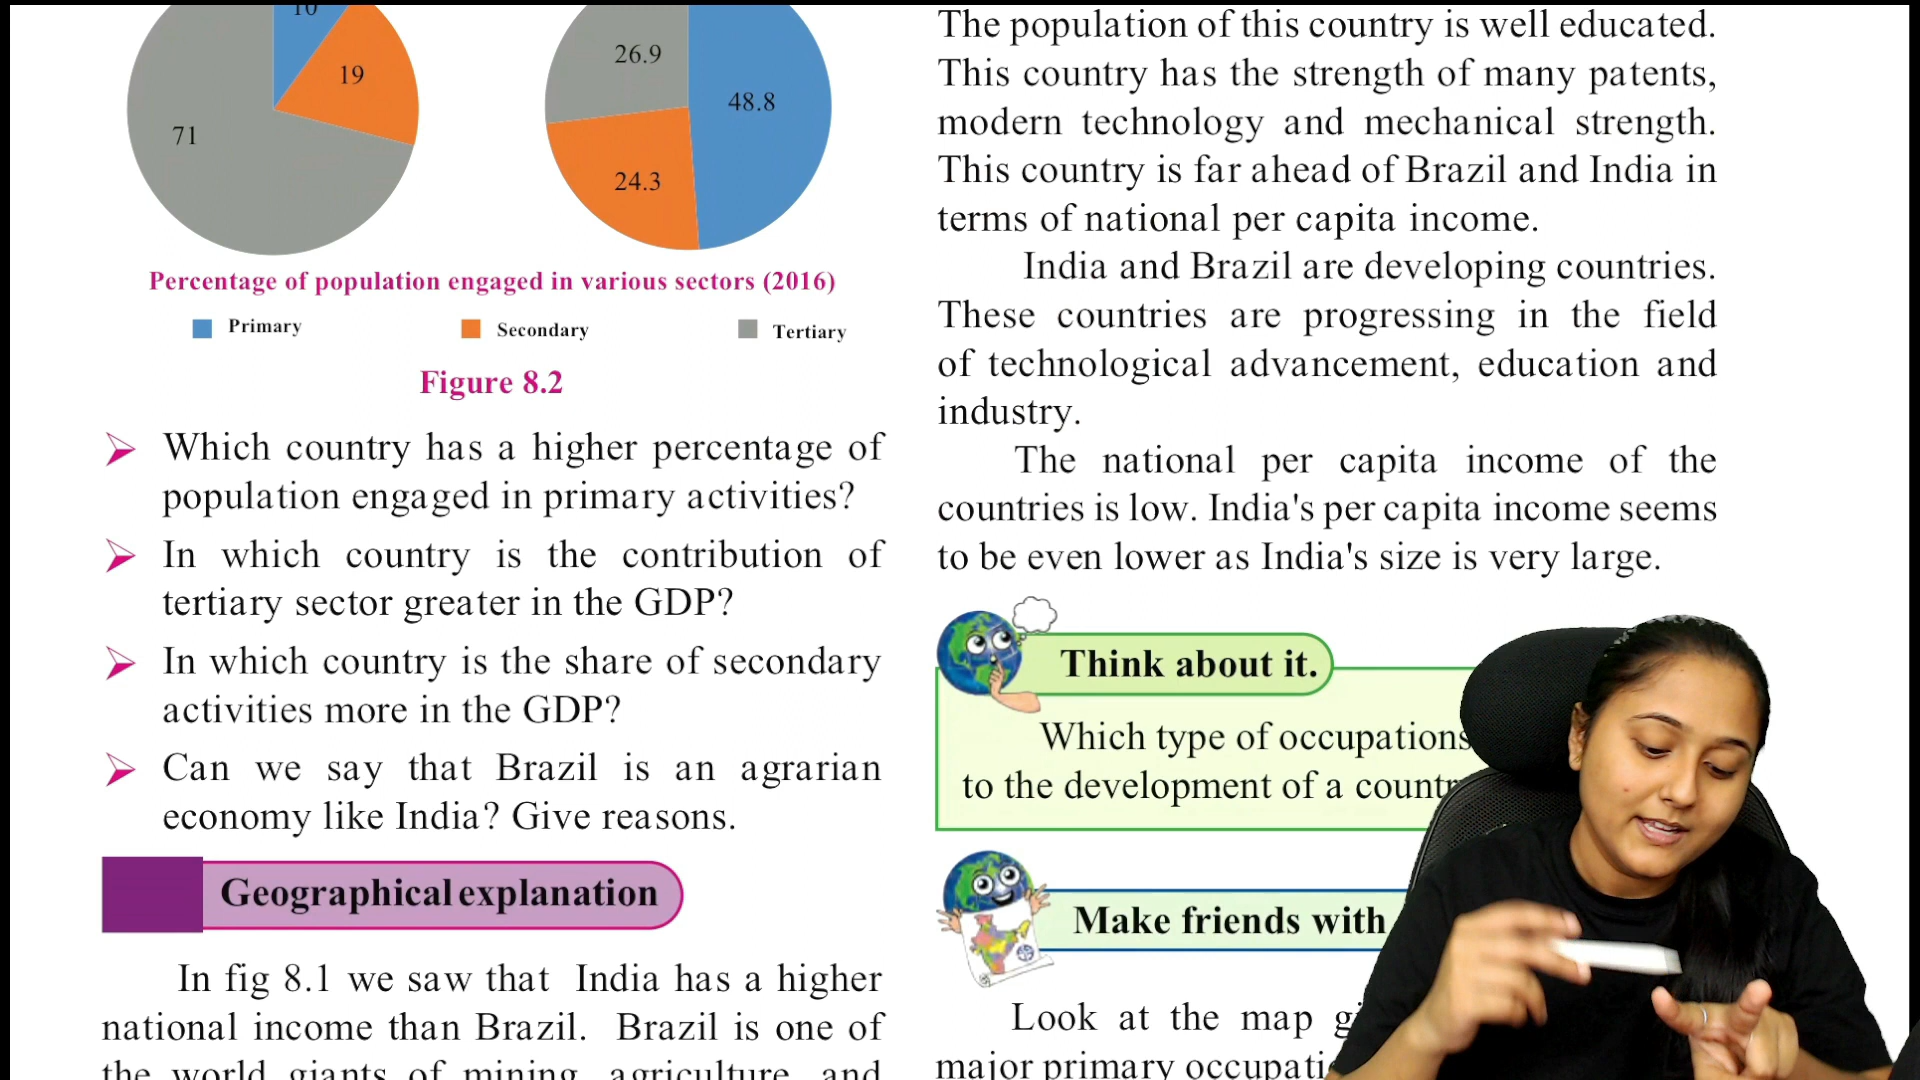 10
19
71
26.9
48.8
24.3
Percentage of population engaged in various sectors (2016)
Primary
Secondary
Tertiary
Figure 8.2
Which country has a higher percentage of
population engaged in primary activities?
In which country is the contribution of
tertiary sector greater in the GDP?
In which country is the share of secondary
activities more in the GDP?
Can we say that Brazil is an agrarian
economy like India? Give reasons.
Geographical explanation
In fig 8.1 we saw that India has a higher
national income than Brazil. Brazil is one of
the world giants of mining, agriculture, and
The population of this country is well educated.
This country has the strength of many patents,
modern technology and mechanical strength.
This country is far ahead of Brazil and India in
terms of national per capita income.
India and Brazil are developing countries.
These countries are progressing in the field
of technological advancement, education and
industry.
The national per capita income of the
countries is low. India's per capita income seems
to be even lower as India's size is very large.
Think about it.
Which type of occupations
to the development of a
Make friends with
Look at the map
major primary